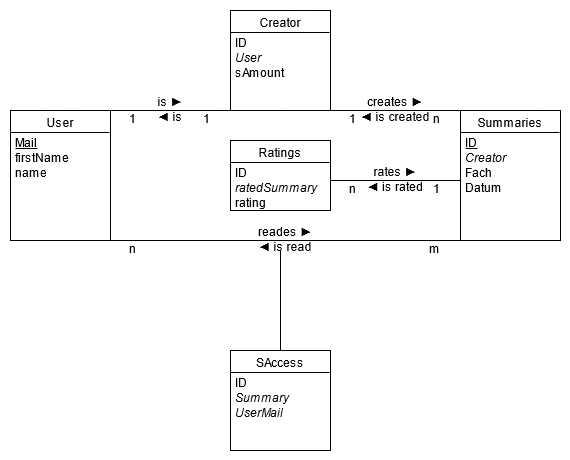 Creator
ID
User
sAmount
is ►
◄ is
1
1
creates ►
◄ is created
1
n
User
Mail
firstName
name
Summaries
ID
Creator
Fach
Datum
Ratings
ID
ratedSummary
rating
rates ►
◄ is rated
n
1
reades ►
◄ is read
n
m
SAccess
ID
Summary
UserMail